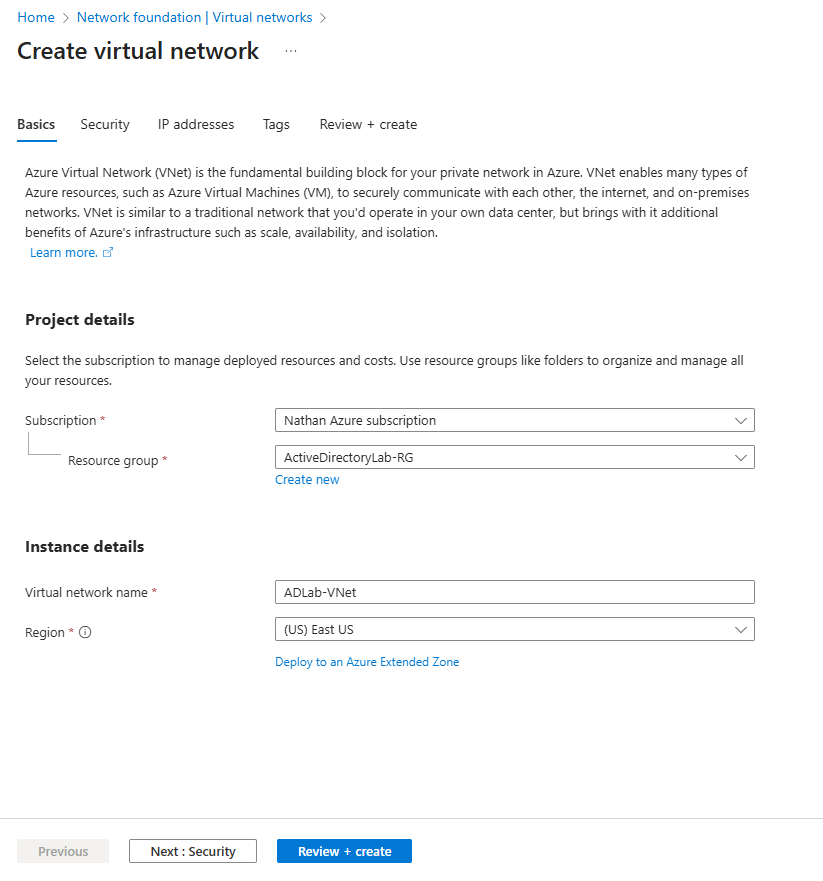 Home > Network foundation | Virtual networks >
Create virtual network ...
Basics Security IP addresses Tags Review + create
Azure Virtual Network (VNet) is the fundamental building block for your private network in Azure. VNet enables many types of
Azure resources, such as Azure Virtual Machines (VM), to securely communicate with each other, the internet, and on-premises
networks. VNet is similar to a traditional network that you'd operate in your own data center, but brings with it additional
benefits of Azure's infrastructure such as scale, availability, and isolation.
Learn more.
Project details
Select the subscription to manage deployed resources and costs. Use resource groups like folders to organize and manage all
your resources.
Subscription * Nathan Azure subscription
Resource group * ActiveDirectoryLab-RG
Create new
Instance details
Virtual network name * ADLab-VNet
Region * (US) East US
Deploy to an Azure Extended Zone
Previous Next : Security Review + create